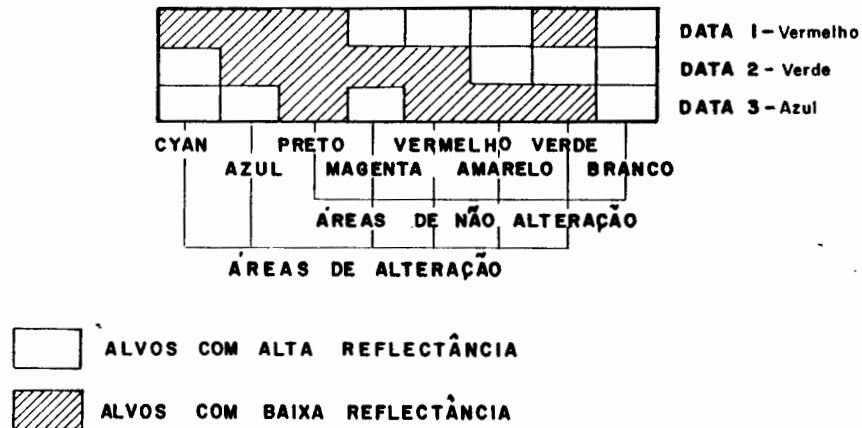 DATA 1 - Vermelho
DATA 2 - Verde
DATA 3 - Azul
CYAN PRETO VERMELHO VERDE
AZUL MAGENTA AMARELO BRANCO
ÁREAS DE NÃO ALTERAÇÃO
ÁREAS DE ALTERAÇÃO
ALVOS COM ALTA REFLECTÂNCIA
ALVOS COM BAIXA REFLECTÂNCIA